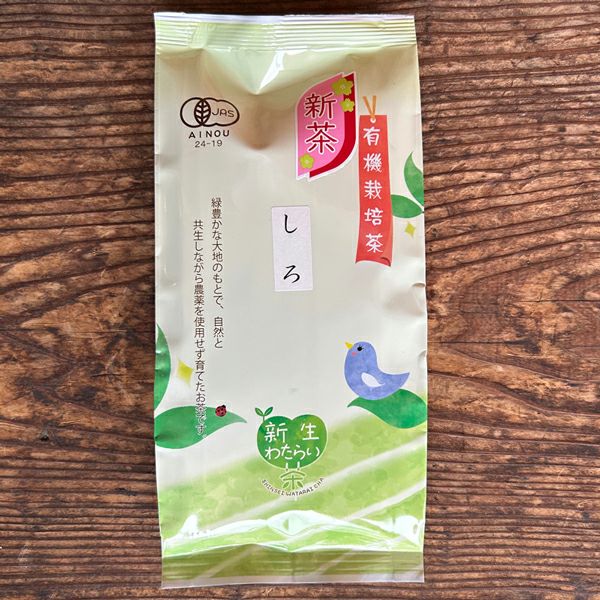 JAS
AINOU
24-19
新茶
有機栽培茶
しろ
緑豊かな大地のもとで、自然と
共生しながら農薬を使用せず育てたお茶です。
新生
わたらい
茶
SHINSEI WATARAI CHA